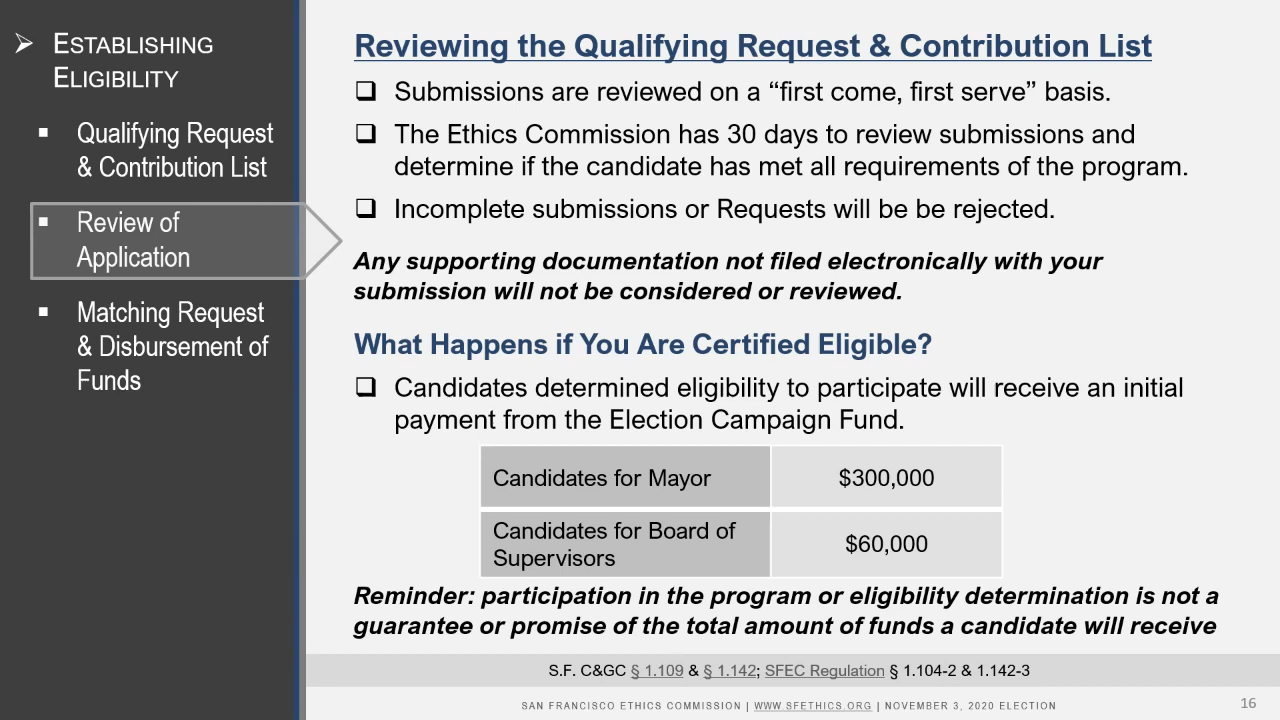 ESTABLISHING
ELIGIBILITY
Qualifying Request
& Contribution List
Review of
Application
Matching Request
& Disbursement of
Funds
Reviewing the Qualifying Request & Contribution List
Submissions are reviewed on a “first come, first serve” basis.
The Ethics Commission has 30 days to review submissions and
determine if the candidate has met all requirements of the program.
Incomplete submissions or Requests will be be rejected.
Any supporting documentation not filed electronically with your
submission will not be considered or reviewed.
What Happens if You Are Certified Eligible?
Candidates determined eligibility to participate will receive an initial
payment from the Election Campaign Fund.
Candidates for Mayor $300,000
Candidates for Board of
Supervisors $60,000
Reminder: participation in the program or eligibility determination is not a
guarantee or promise of the total amount of funds a candidate will receive
S.F. C&GC § 1.109 & § 1.142; SFEC Regulation § 1.104-2 & 1.142-3
SAN FRANCISCO ETHICS COMMISSION | WWW.SFETHICS.ORG | NOVEMBER 3, 2020 ELECTION
16